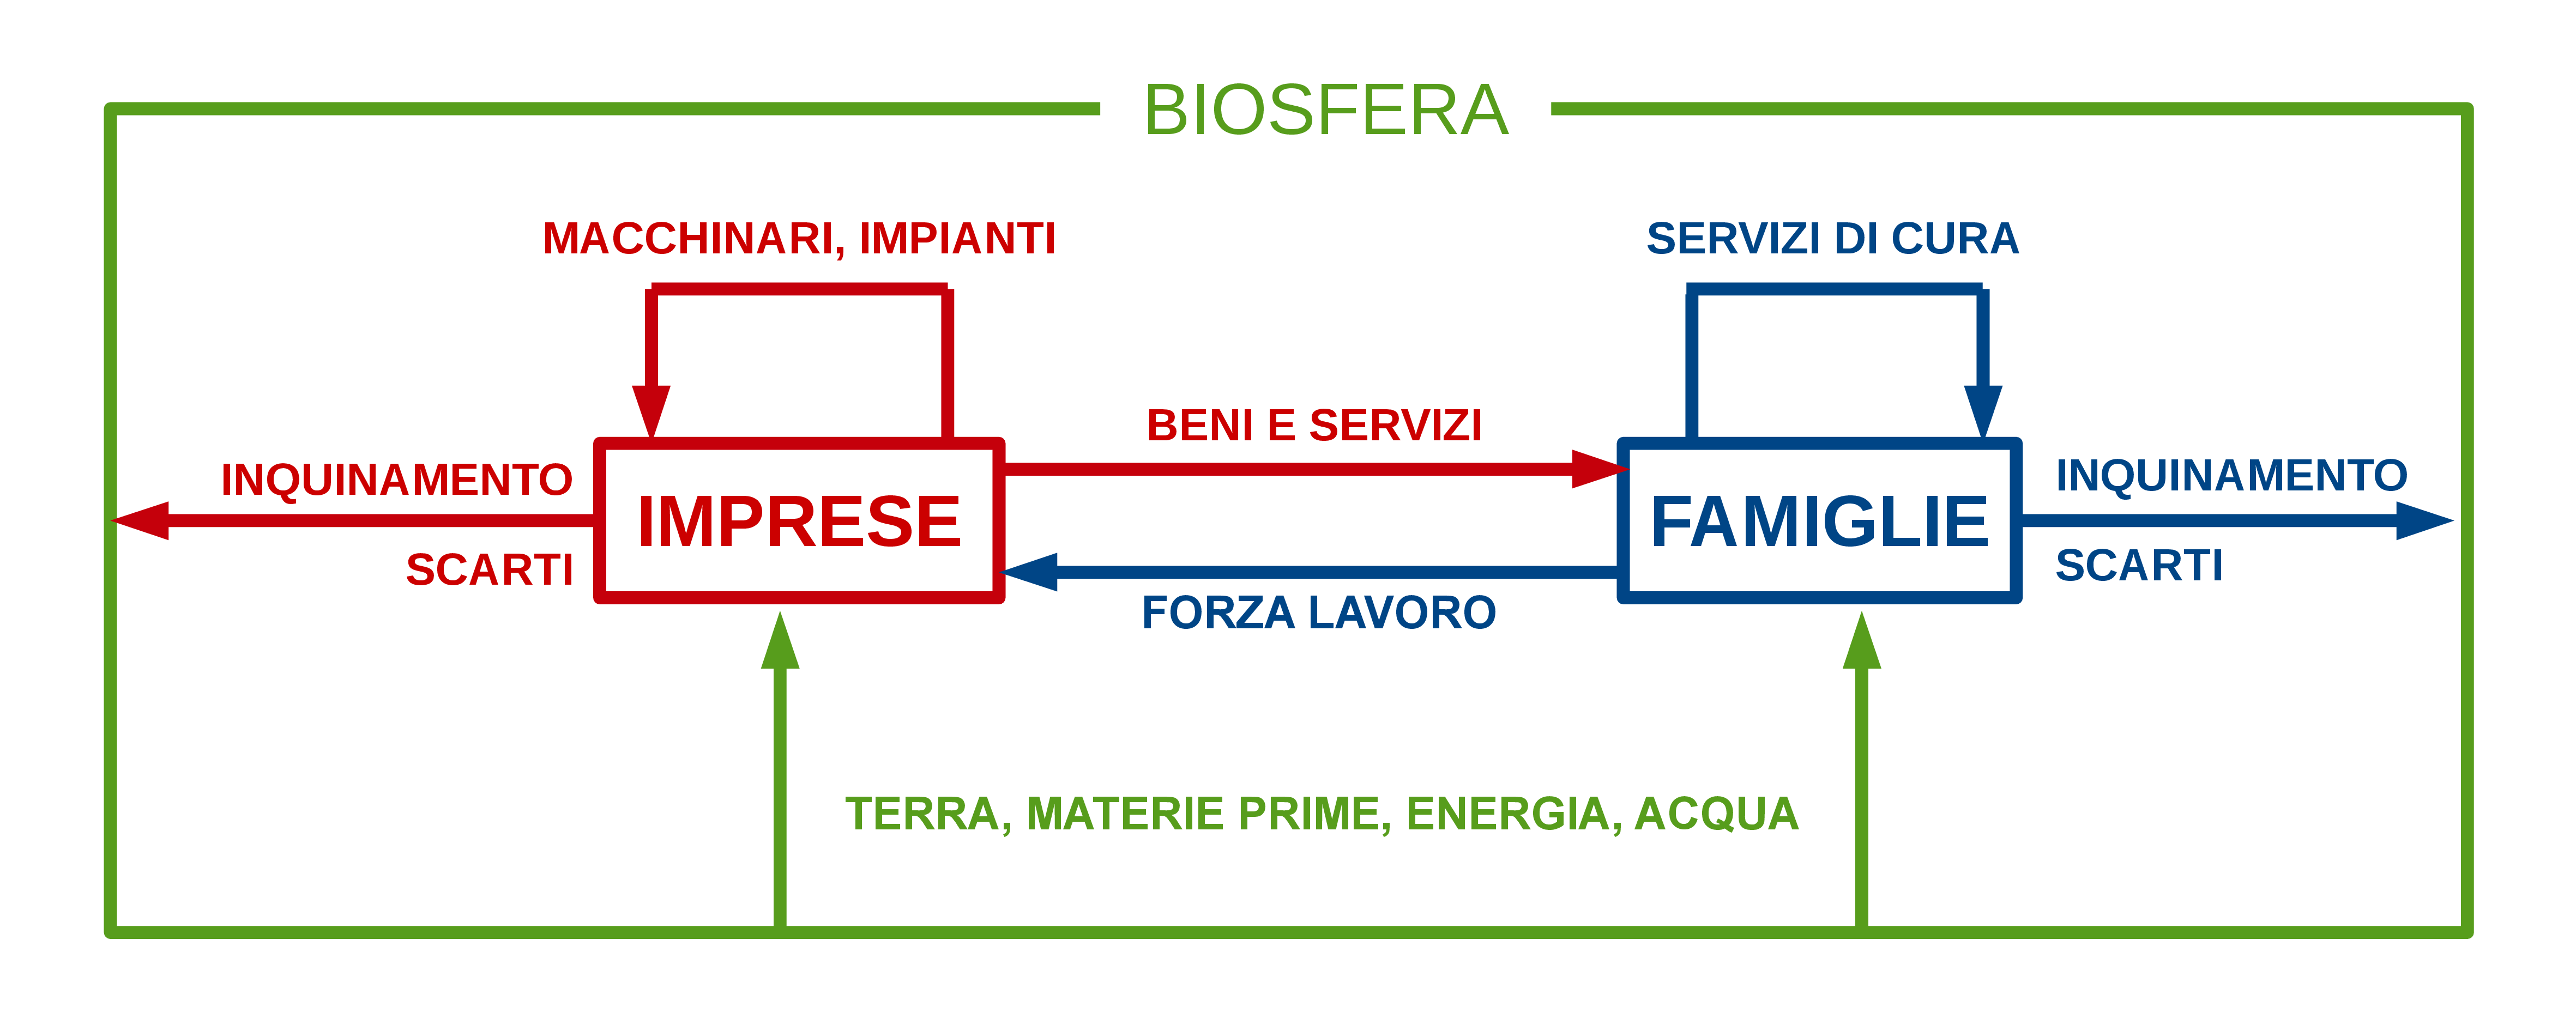 BIOSFERA
MACCHINARI, IMPIANTI
SERVIZI DI CURA
BENI E SERVIZI
INQUINAMENTO
SCARTI
IMPRESE
FAMIGLIE
INQUINAMENTO
SCARTI
FORZA LAVORO
TERRA, MATERIE PRIME, ENERGIA, ACQUA